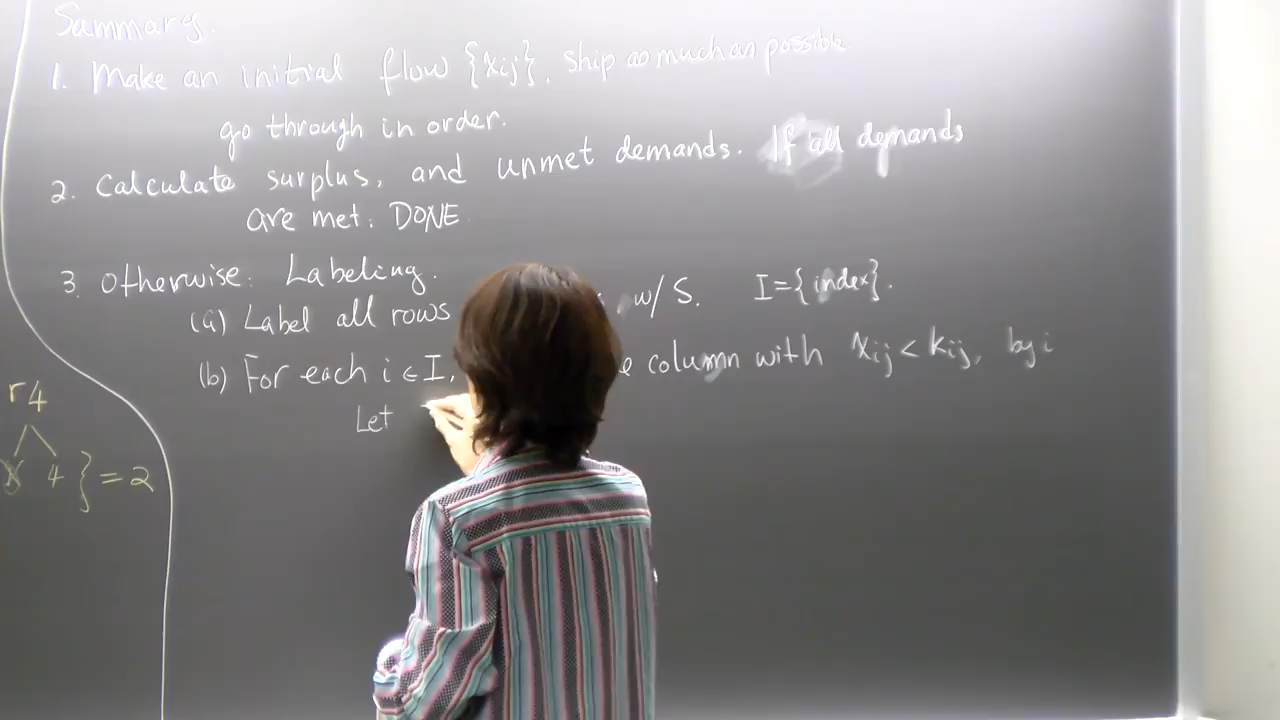 Summary.
1. Make an initial flow {xij}. ship as much as possible
go through in order.
2. Calculate surplus, and unmet demands. If all demands
are met: DONE
3. Otherwise: Labeling.
(a) Label all rows w/ S. I={index}.
(b) For each i ∈ I, column with xij < kij, by i
Let
r4
4 } = 2